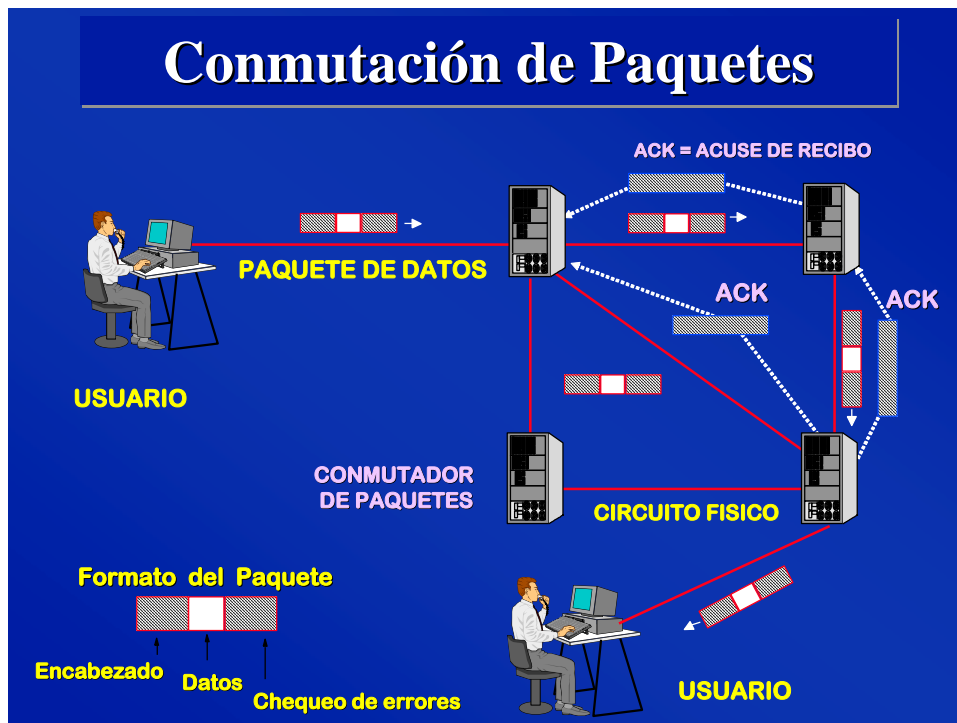 Conmutación de Paquetes
ACK = ACUSE DE RECIBO
PAQUETE DE DATOS
ACK
ACK
USUARIO
CONMUTADOR
DE PAQUETES
CIRCUITO FISICO
Formato del Paquete
Encabezado
Datos
Chequeo de errores
USUARIO